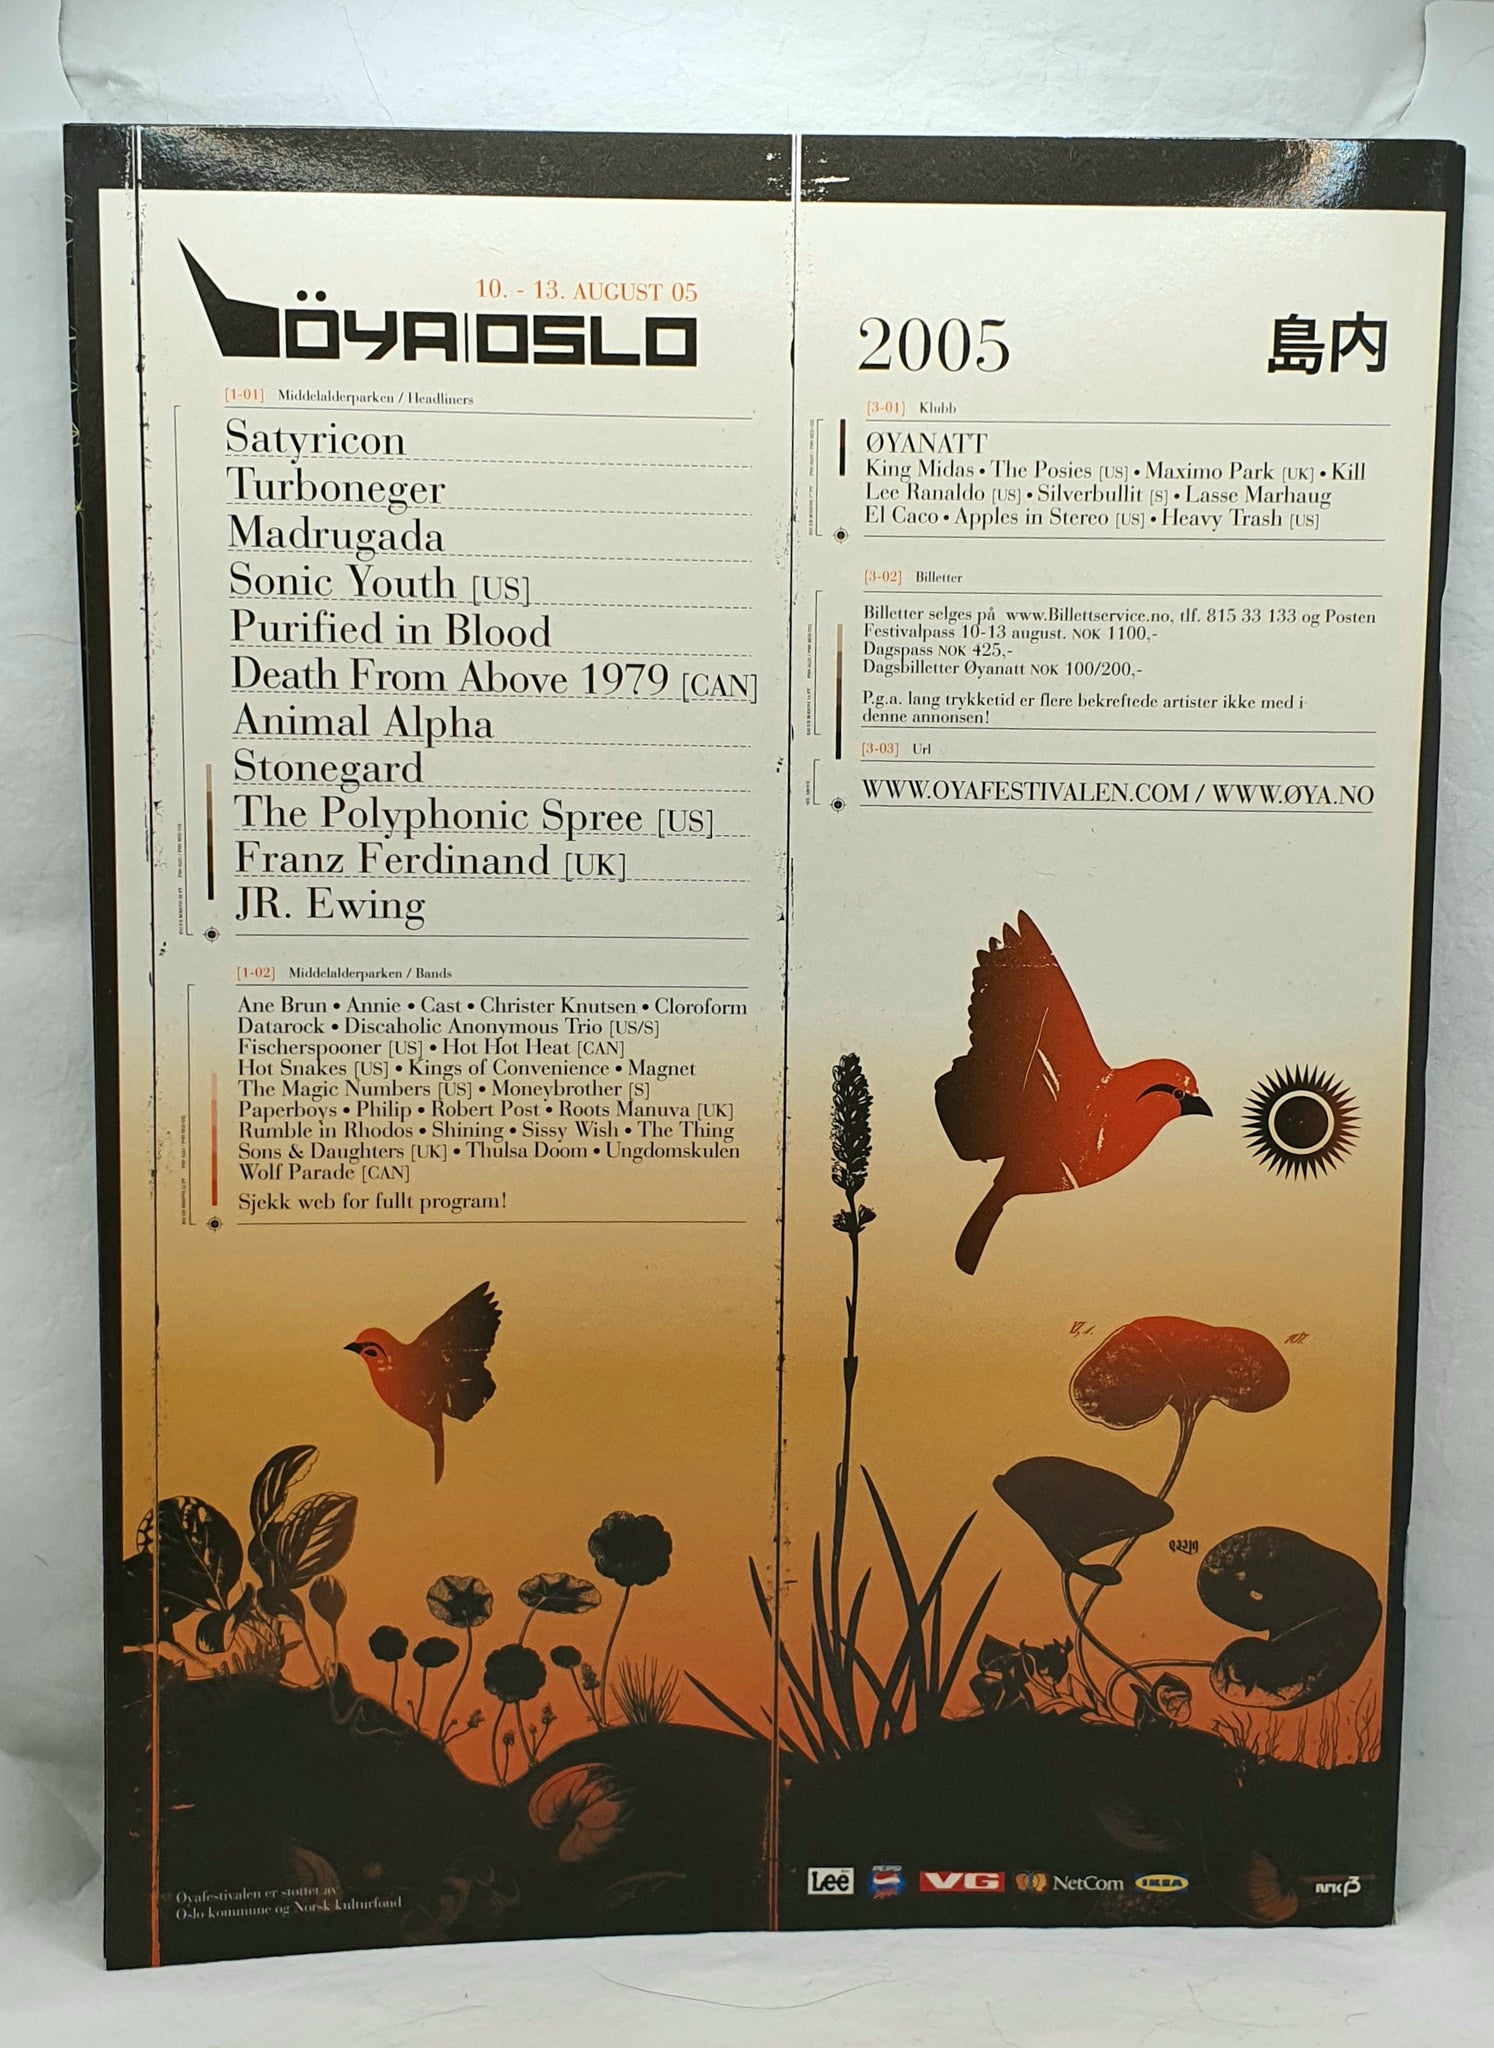 10. - 13. AUGUST 05
ÖYA|OSLO
[1-01] Middelalderparken / Headliners
Satyricon
Turboneger
Madrugada
Sonic Youth [US]
Purified in Blood
Death From Above 1979 [CAN]
Animal Alpha
Stonegard
The Polyphonic Spree [US]
Franz Ferdinand [UK]
JR. Ewing
[1-02] Middelalderparken / Bands
Ane Brun • Annie • Cast • Christer Knutsen • Cloroform
Datarock • Discaholic Anonymous Trio [US/S]
Fischerspooner [US] • Hot Hot Heat [CAN]
Hot Snakes [US] • Kings of Convenience • Magnet
The Magic Numbers [US] • Moneybrother [S]
Paperboys • Philip • Robert Post • Roots Manuva [UK]
Rumble in Rhodos • Shining • Sissy Wish • The Thing
Sons & Daughters [UK] • Thulsa Doom • Ungdomskulen
Wolf Parade [CAN]
Sjekk web for fullt program!
2005 島内
[3-01] Klubb
ØYANATT
King Midas • The Posies [US] • Maximo Park [UK] • Kill
Lee Ranaldo [US] • Silverbullit [S] • Lasse Marhaug
El Caco • Apples in Stereo [US] • Heavy Trash [US]
[3-02] Billetter
Billetter selges på www.Billettservice.no, tlf. 815 33 133 og Posten
Festivalpass 10-13 august. NOK 1100,-
Dagspass NOK 425,-
Dagsbilletter Øyanatt NOK 100/200,-
P.g.a. lang trykketid er flere bekreftede artister ikke med i
denne annonsen!
[3-03] Url
WWW.OYAFESTIVALEN.COM / WWW.ØYA.NO
Øyafestivalen er støttet av
Oslo kommune og Norsk kulturfond
Lee PEPSI VG NetCom IKEA NRK P3